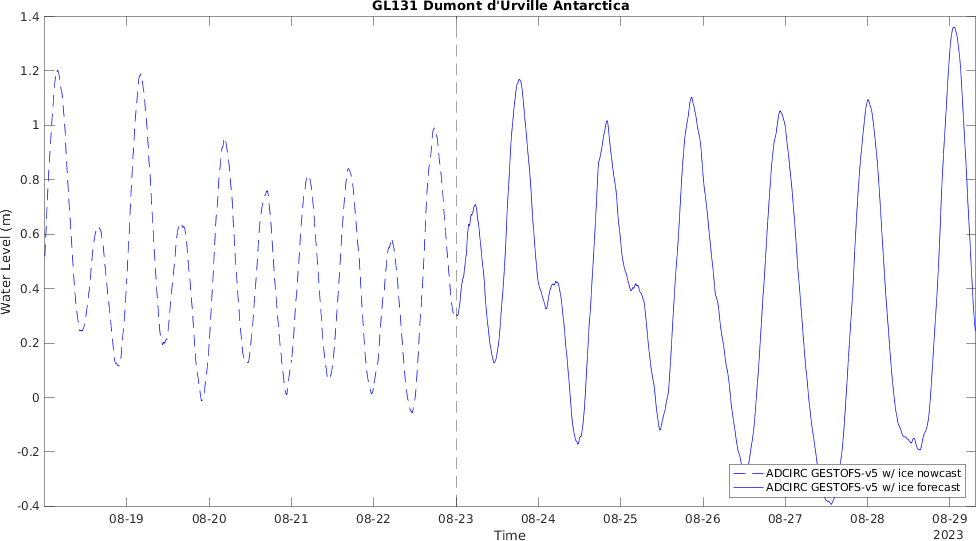 GL131 Dumont d'Urville Antarctica
1.4
1.2
1
0.8
0.6
0.4
0.2
0
-0.2
-0.4
Water Level (m)
ADCIRC GESTOFS-v5 w/ ice nowcast
ADCIRC GESTOFS-v5 w/ ice forecast
08-19 08-20 08-21 08-22 08-23 08-24 08-25 08-26 08-27 08-28 08-29
2023
Time